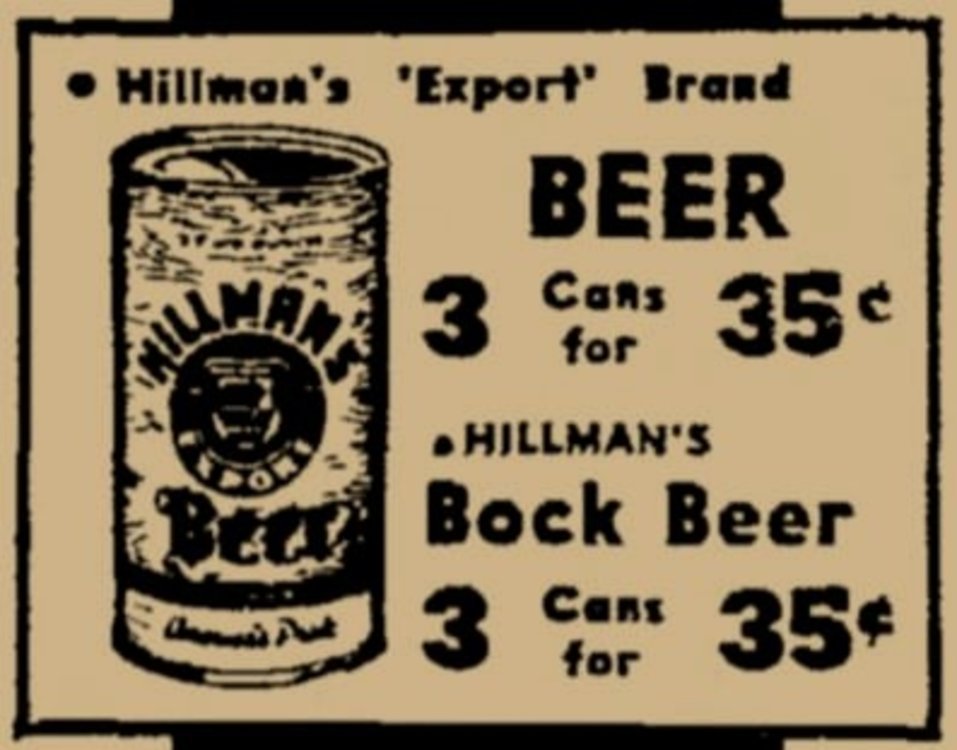 • Hillman's 'Export' Brand
BEER
3 Cans for 35¢
• HILLMAN'S
Bock Beer
3 Cans for 35¢
HILLMAN'S
EXPORT
Beer